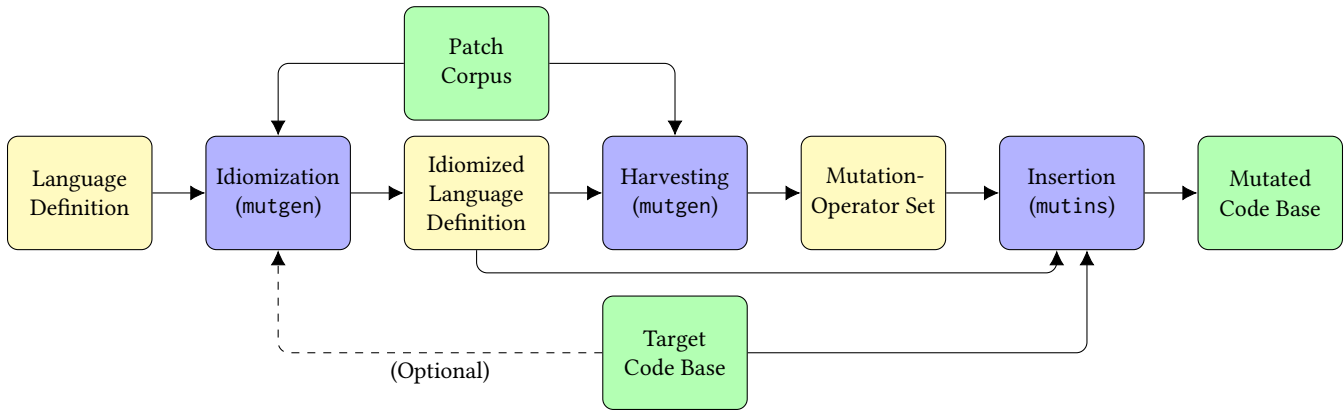 Patch
Corpus
Language
Definition
Idiomization
(mutgen)
Idiomized
Language
Definition
Harvesting
(mutgen)
Mutation-
Operator Set
Insertion
(mutins)
Mutated
Code Base
Target
Code Base
(Optional)